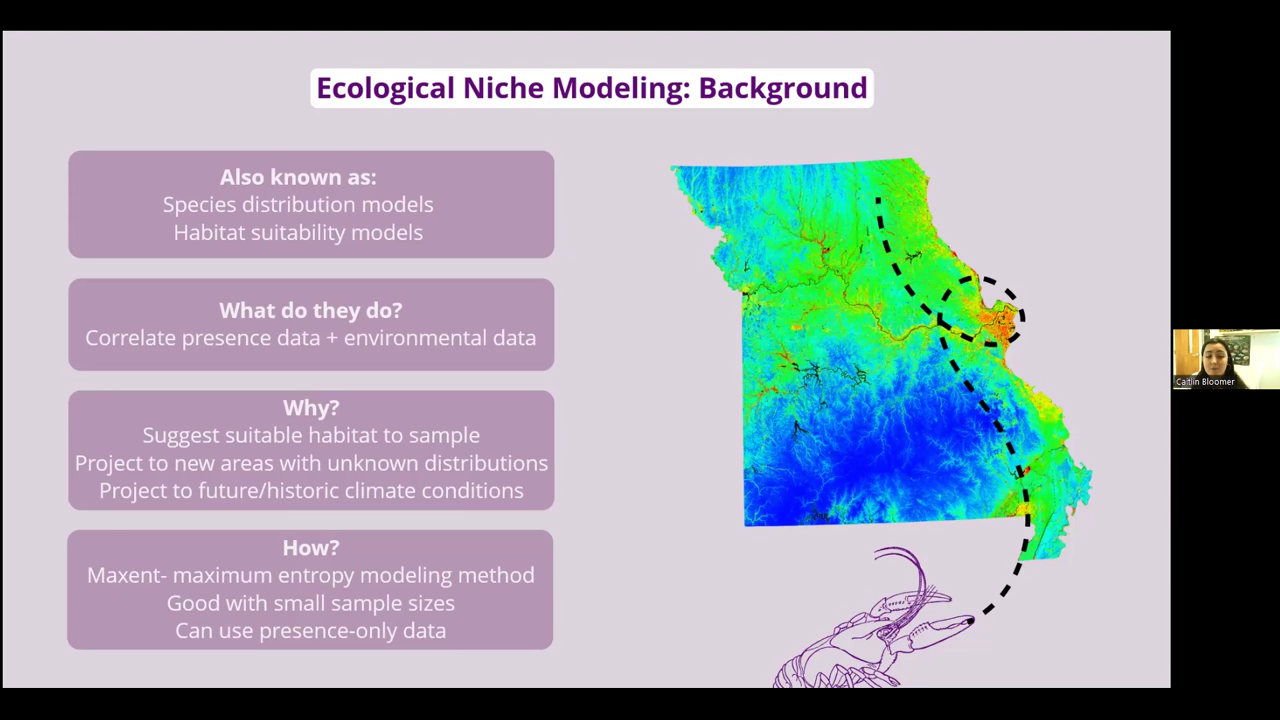 Ecological Niche Modeling: Background
Also known as:
Species distribution models
Habitat suitability models
What do they do?
Correlate presence data + environmental data
Why?
Suggest suitable habitat to sample
Project to new areas with unknown distributions
Project to future/historic climate conditions
How?
Maxent- maximum entropy modeling method
Good with small sample sizes
Can use presence-only data
Caitlin Bloomer